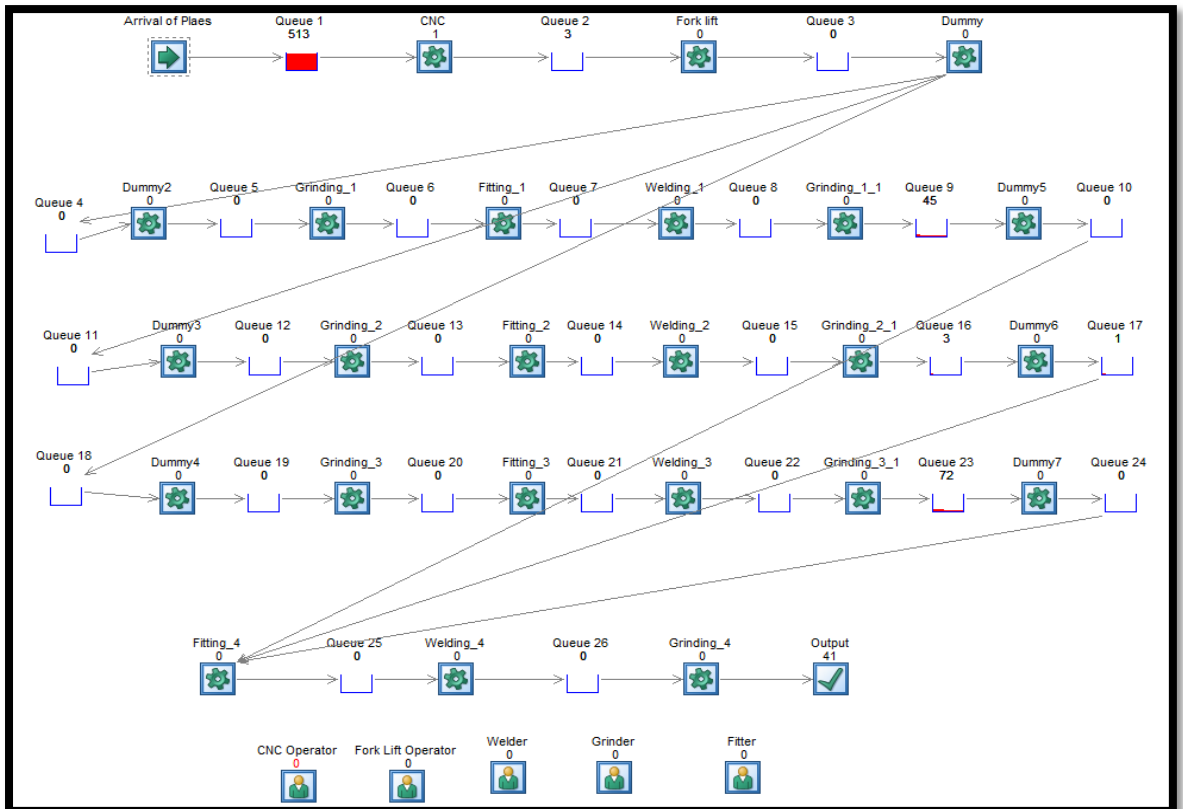 Arrival of Plaes Queue 1 CNC Queue 2 Fork lift Queue 3 Dummy
513 1 3 0 0 0
Dummy2 Queue 5 Grinding_1 Queue 6 Fitting_1 Queue 7 Welding_1 Queue 8 Grinding_1_1 Queue 9 Dummy5 Queue 10
0 0 0 0 0 0 0 0 0 45 0 0
Queue 4
0
Queue 11 Dummy3 Queue 12 Grinding_2 Queue 13 Fitting_2 Queue 14 Welding_2 Queue 15 Grinding_2_1 Queue 16 Dummy6 Queue 17
0 0 0 0 0 0 0 0 0 0 3 0 1
Queue 18 Dummy4 Queue 19 Grinding_3 Queue 20 Fitting_3 Queue 21 Welding_3 Queue 22 Grinding_3_1 Queue 23 Dummy7 Queue 24
0 0 0 0 0 0 0 0 0 0 72 0 0
Fitting_4 Queue 25 Welding_4 Queue 26 Grinding_4 Output
0 0 0 0 0 41
CNC Operator Fork Lift Operator Welder Grinder Fitter
0 0 0 0 0